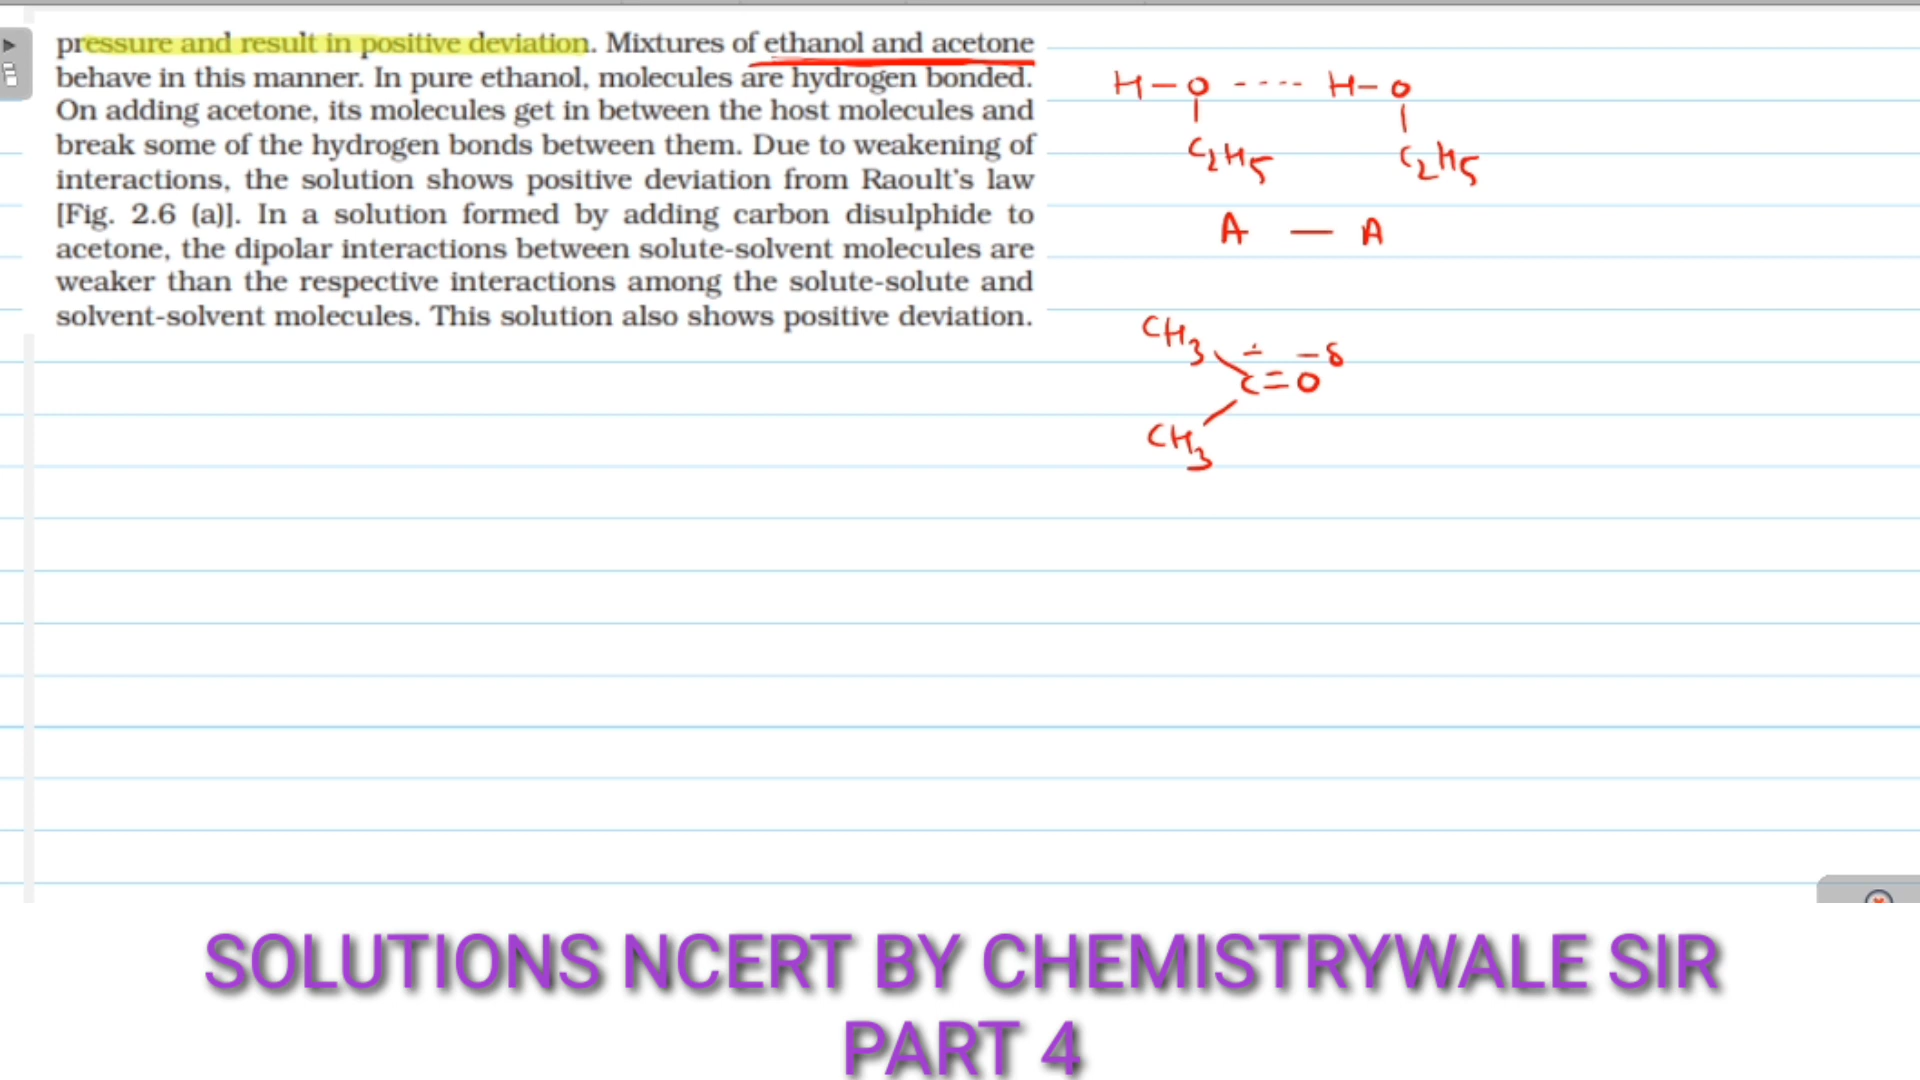 pressure and result in positive deviation. Mixtures of ethanol and acetone
behave in this manner. In pure ethanol, molecules are hydrogen bonded.
On adding acetone, its molecules get in between the host molecules and
break some of the hydrogen bonds between them. Due to weakening of
interactions, the solution shows positive deviation from Raoult's law
[Fig. 2.6 (a)]. In a solution formed by adding carbon disulphide to
acetone, the dipolar interactions between solute-solvent molecules are
weaker than the respective interactions among the solute-solute and
solvent-solvent molecules. This solution also shows positive deviation.
H-O ---- H-O
C2H5 C2H5
A — A
CH3
-δ
C=O
CH3
SOLUTIONS NCERT BY CHEMISTRYWALE SIR
PART 4